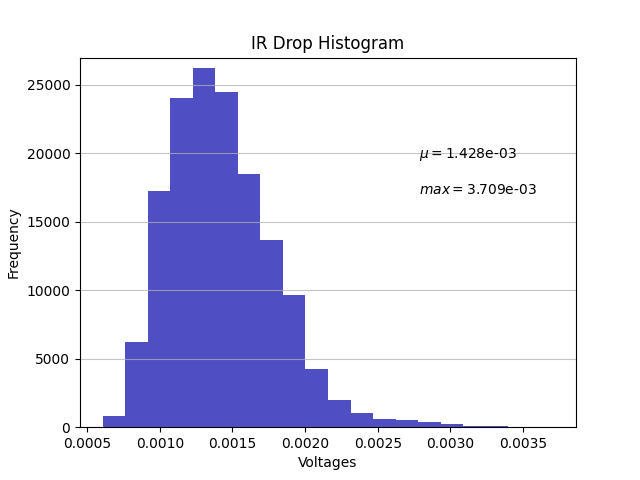 IR Drop Histogram
25000
20000
15000
10000
5000
0
Frequency
μ = 1.428e-03
max = 3.709e-03
0.0005 0.0010 0.0015 0.0020 0.0025 0.0030 0.0035
Voltages